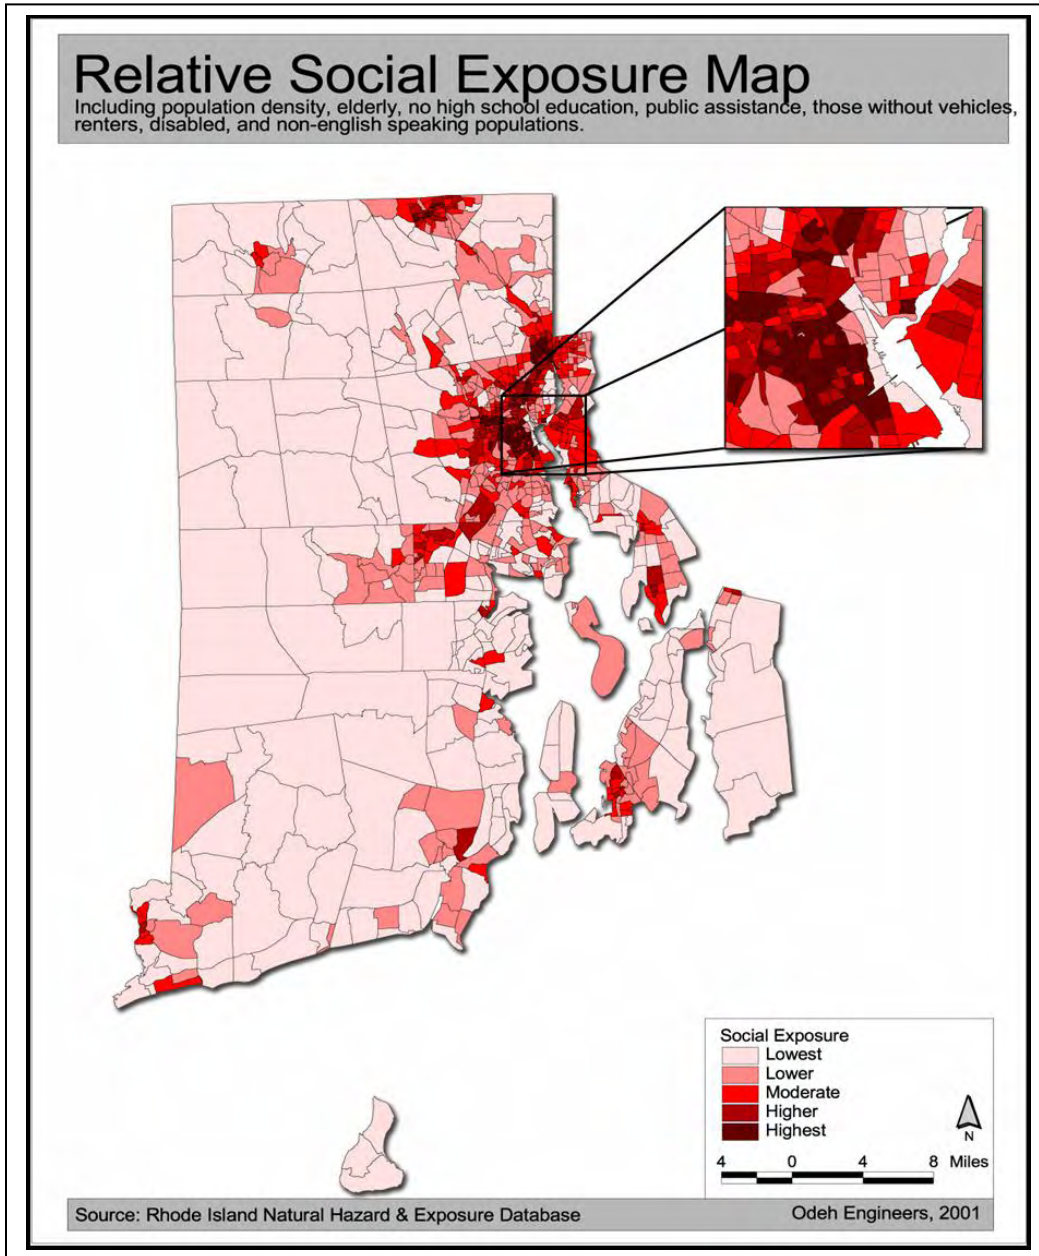 Relative Social Exposure Map
Including population density, elderly, no high school education, public assistance, those without vehicles,
renters, disabled, and non-english speaking populations.
Social Exposure
Lowest
Lower
Moderate
Higher
Highest
N
4 0 4 8 Miles
Source: Rhode Island Natural Hazard & Exposure Database
Odeh Engineers, 2001